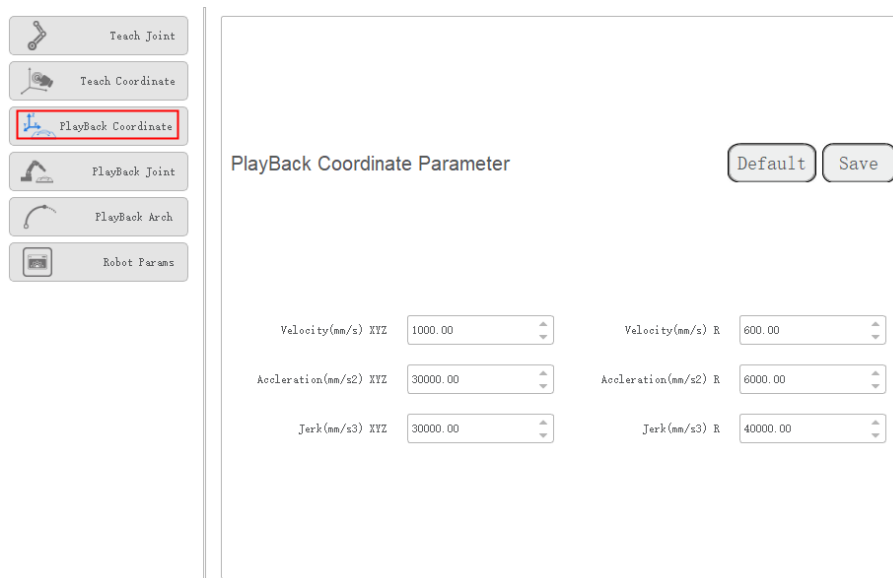 Teach Joint
Teach Coordinate
PlayBack Coordinate
PlayBack Joint
PlayBack Arch
Robot Params
PlayBack Coordinate Parameter
Default
Save
Velocity(mm/s) XYZ 1000.00
Velocity(mm/s) R 600.00
Accleration(mm/s2) XYZ 30000.00
Accleration(mm/s2) R 6000.00
Jerk(mm/s3) XYZ 30000.00
Jerk(mm/s3) R 40000.00